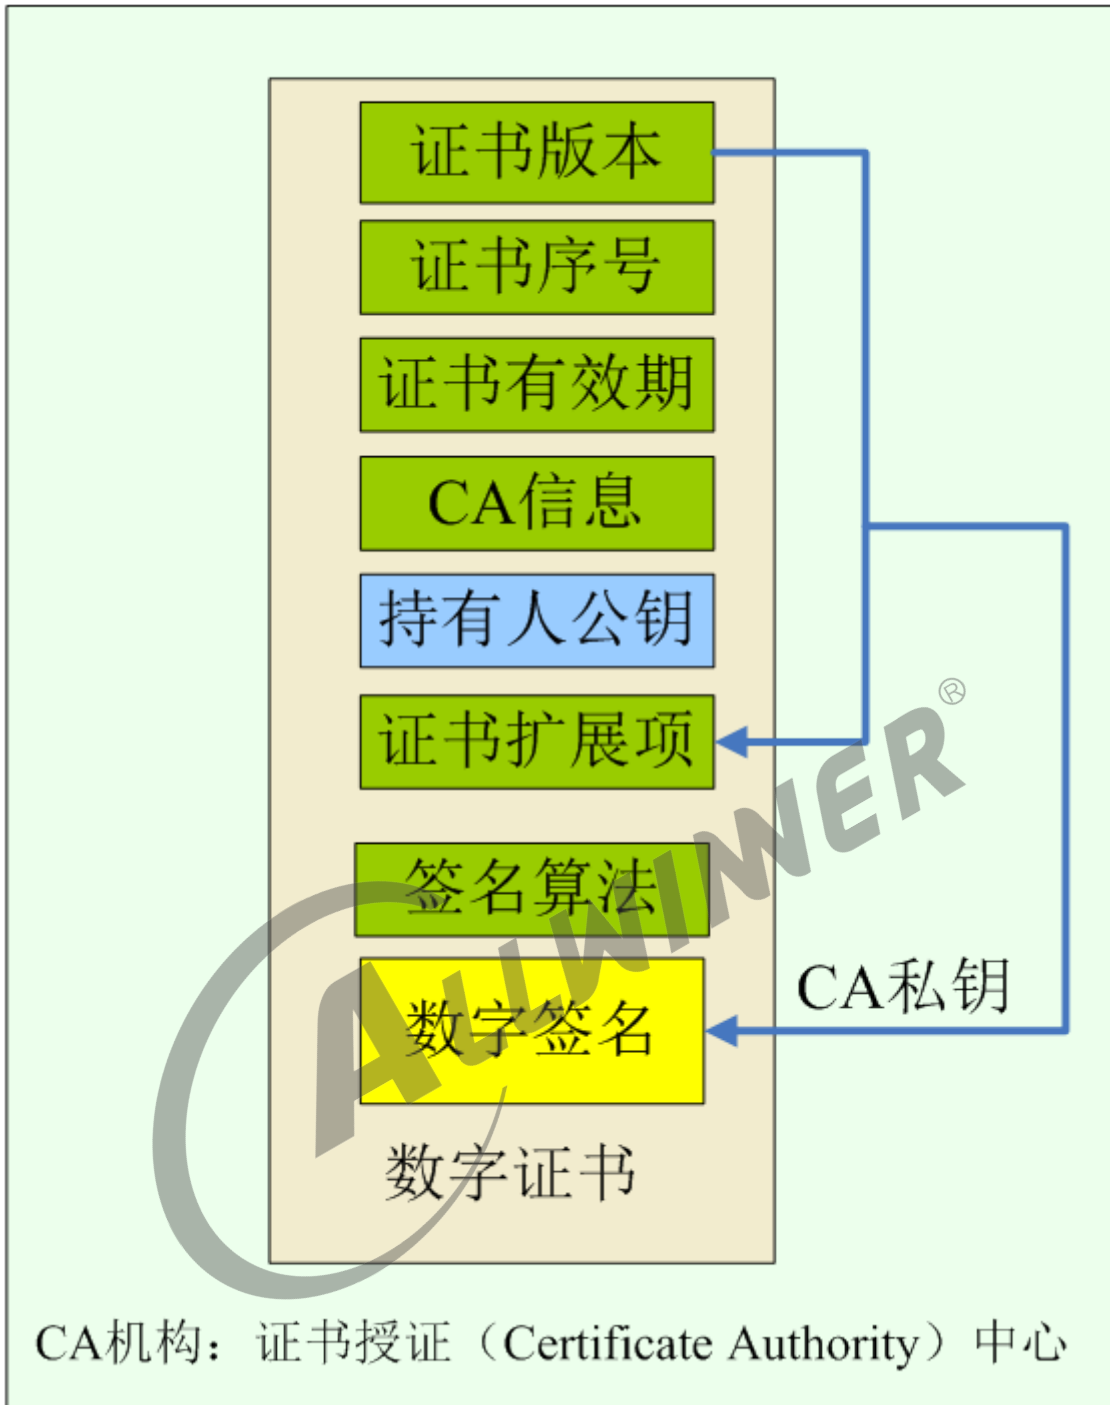 证书版本
证书序号
证书有效期
CA信息
持有人公钥
证书扩展项
签名算法
数字签名
CA私钥
数字证书
ALLWINNER®
CA机构：证书授证（Certificate Authority）中心